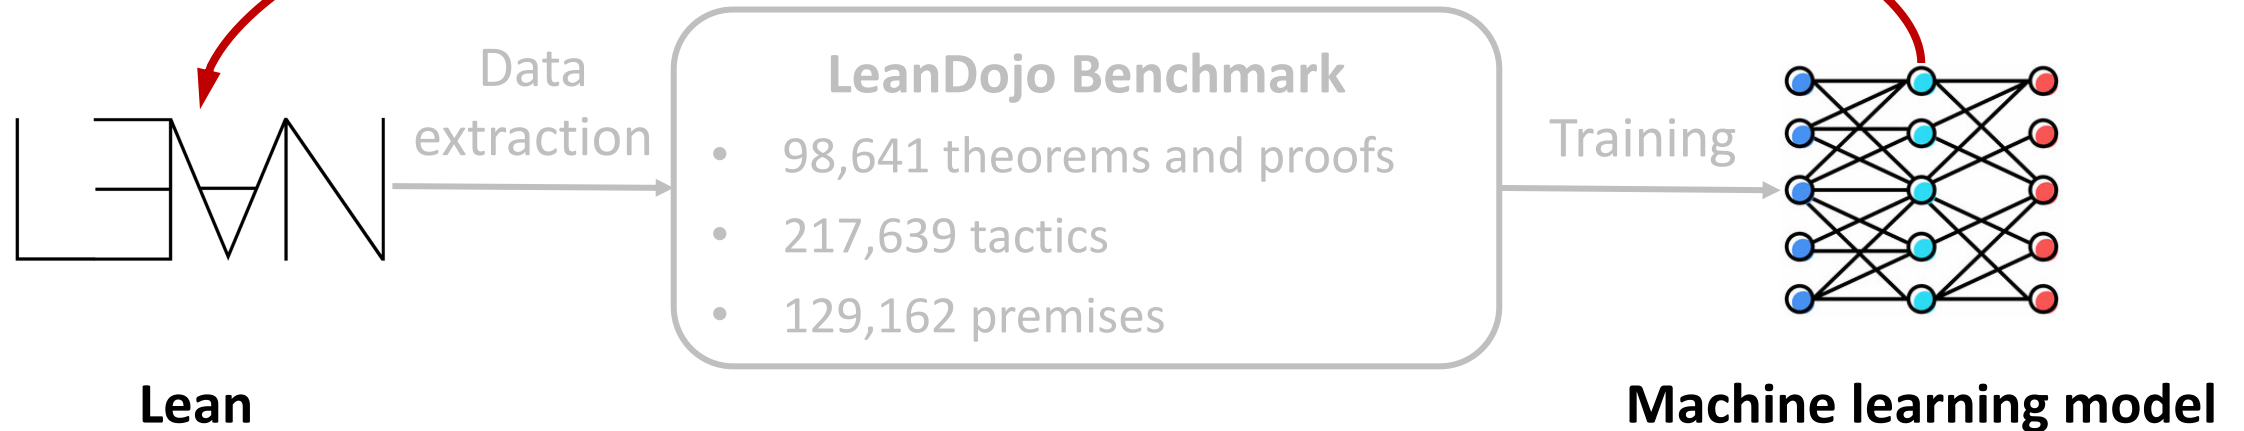 LEAN
Data
extraction
LeanDojo Benchmark
• 98,641 theorems and proofs
• 217,639 tactics
• 129,162 premises
Training
Lean
Machine learning model